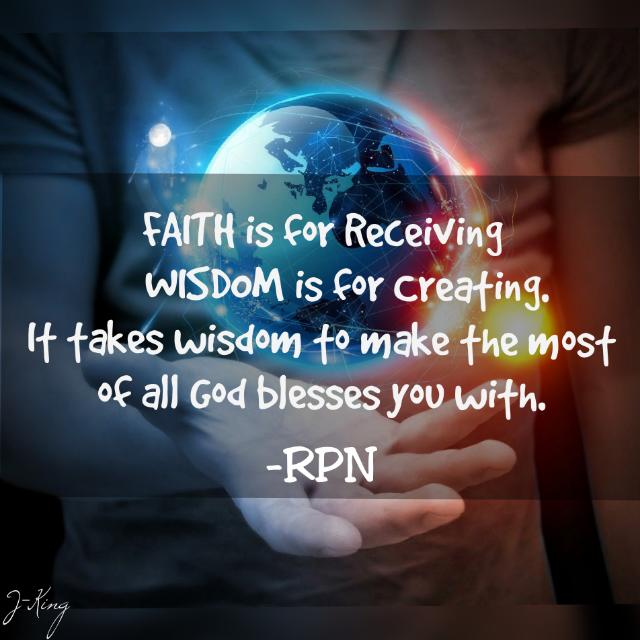 FAITH is for Receiving
WISDOM is for Creating.
It takes wisdom to make the most
of all God blesses you with.
-RPN
J-King